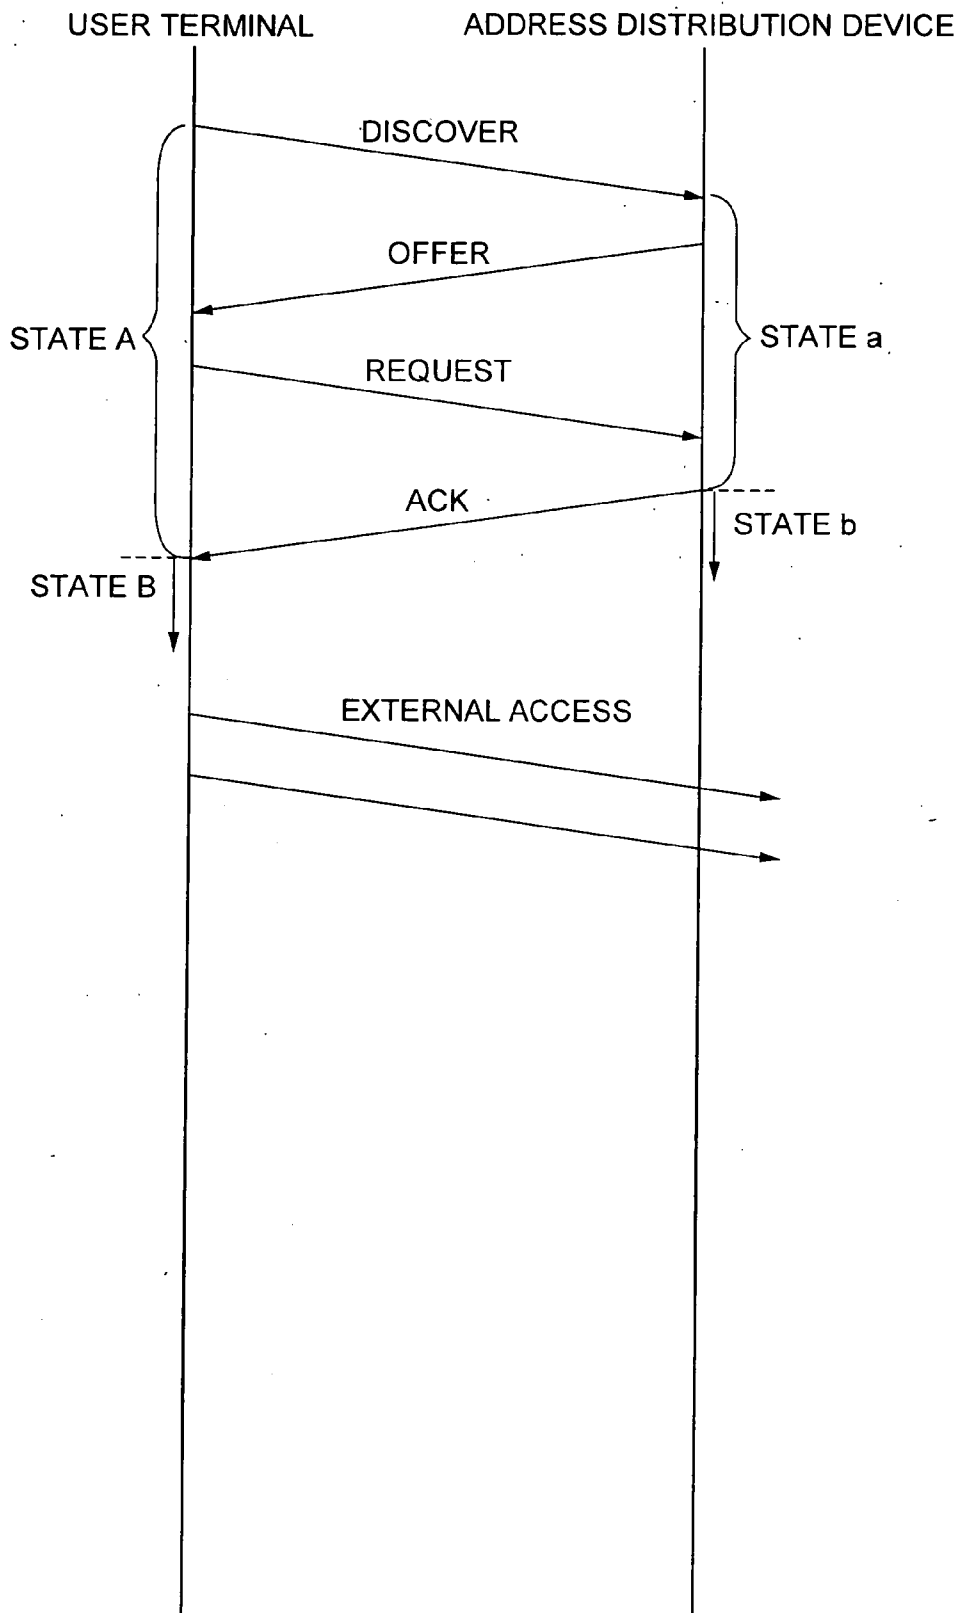 USER TERMINAL
ADDRESS DISTRIBUTION DEVICE
DISCOVER
OFFER
STATE A
STATE a
REQUEST
ACK
STATE b
STATE B
EXTERNAL ACCESS